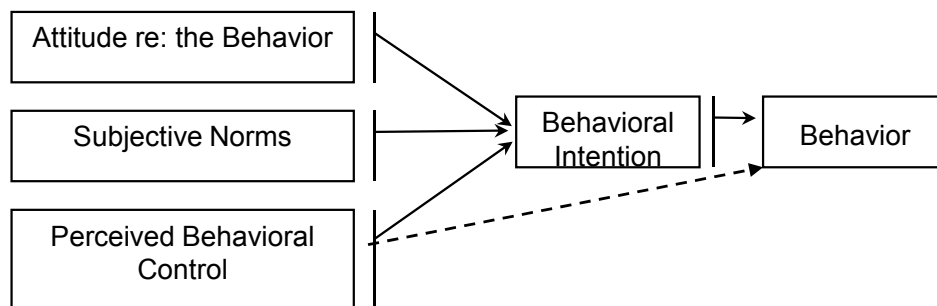 Attitude re: the Behavior
Subjective Norms
Perceived Behavioral
Control
Behavioral
Intention
Behavior